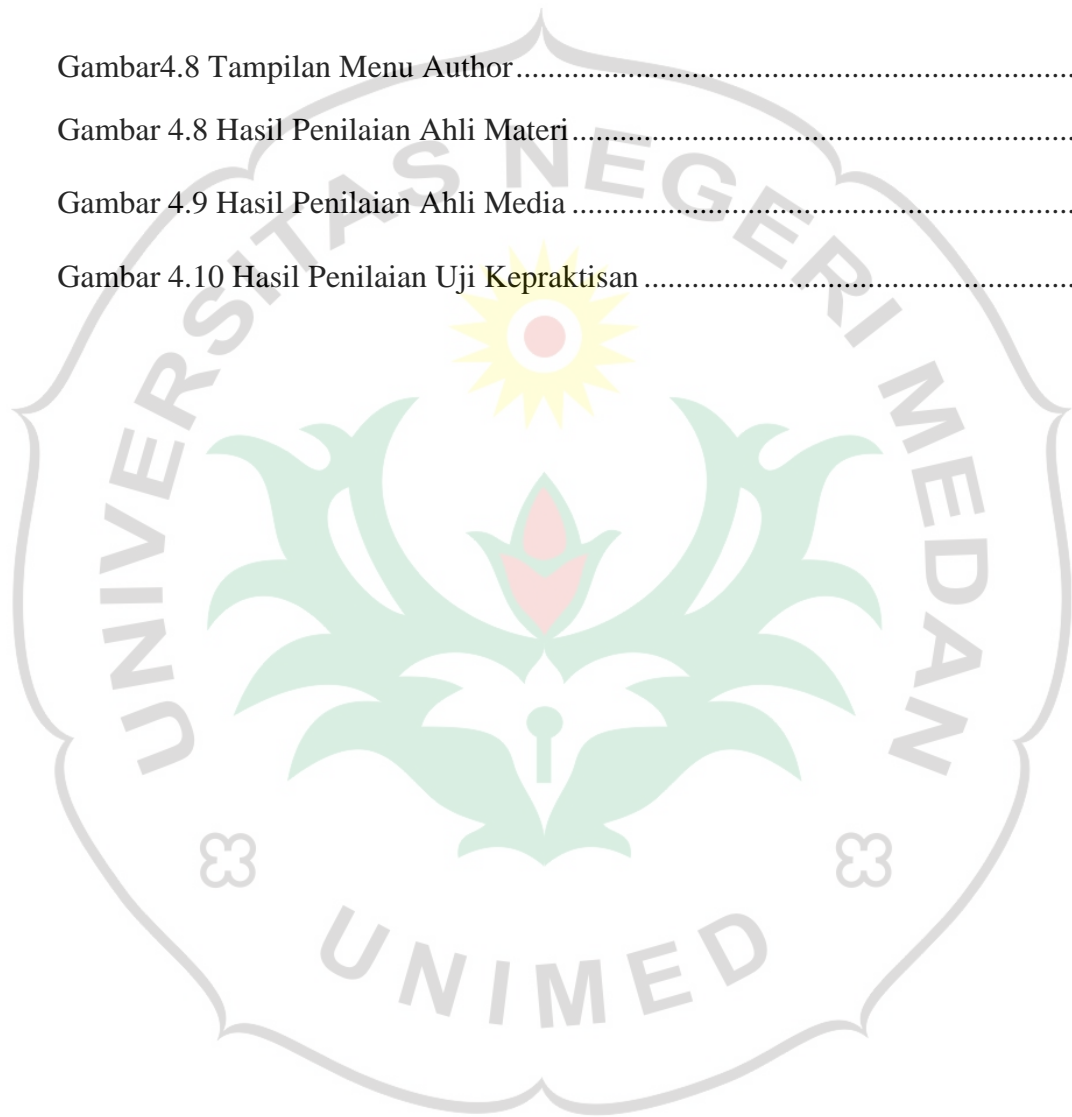 Gambar4.8 Tampilan Menu Author........................................................................
Gambar 4.8 Hasil Penilaian Ahli Materi..................................................................
Gambar 4.9 Hasil Penilaian Ahli Media ..................................................................
Gambar 4.10 Hasil Penilaian Uji Kepraktisan .........................................................
UNIVERSITAS NEGERI MEDAN
UNIMED